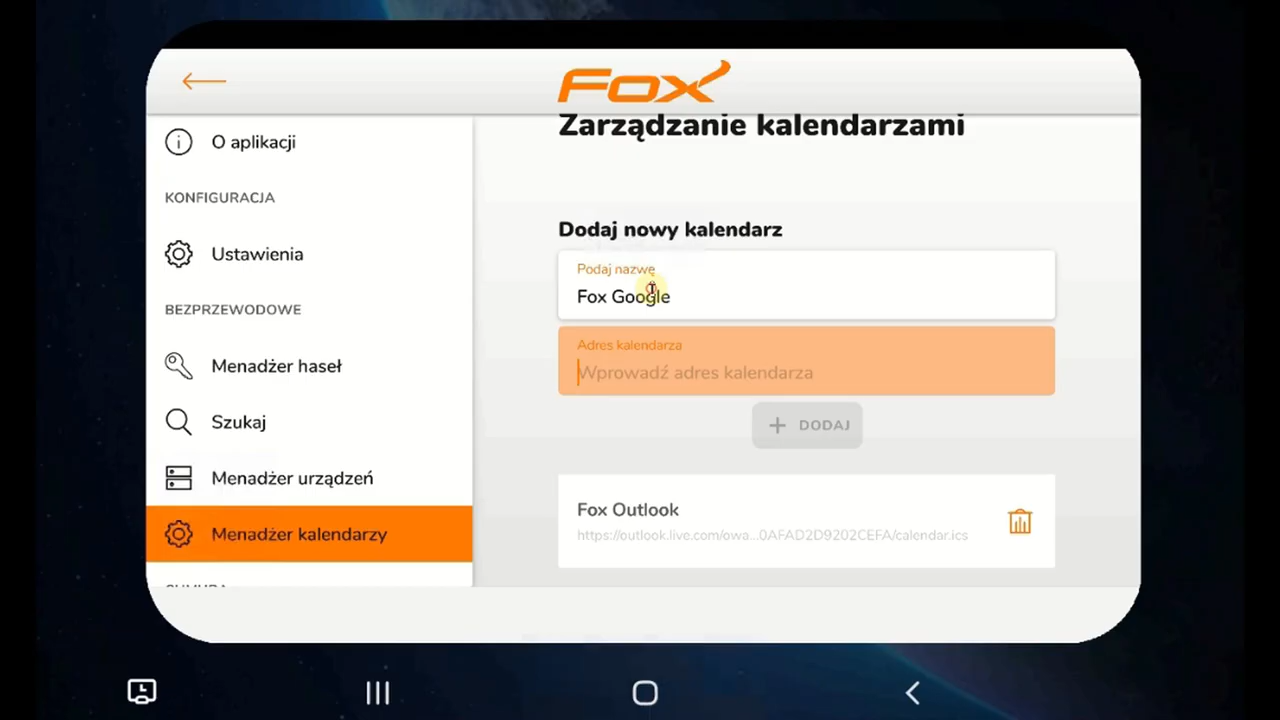 Fox
Zarządzanie kalendarzami
O aplikacji
KONFIGURACJA
Ustawienia
BEZPRZEWODOWE
Menadżer haseł
Szukaj
Menadżer urządzeń
Menadżer kalendarzy
Dodaj nowy kalendarz
Podaj nazwę
Fox Google
Adres kalendarza
Wprowadź adres kalendarza
+ DODAJ
Fox Outlook
https://outlook.live.com/owa...0AFAD2D9202CEFA/calendar.ics